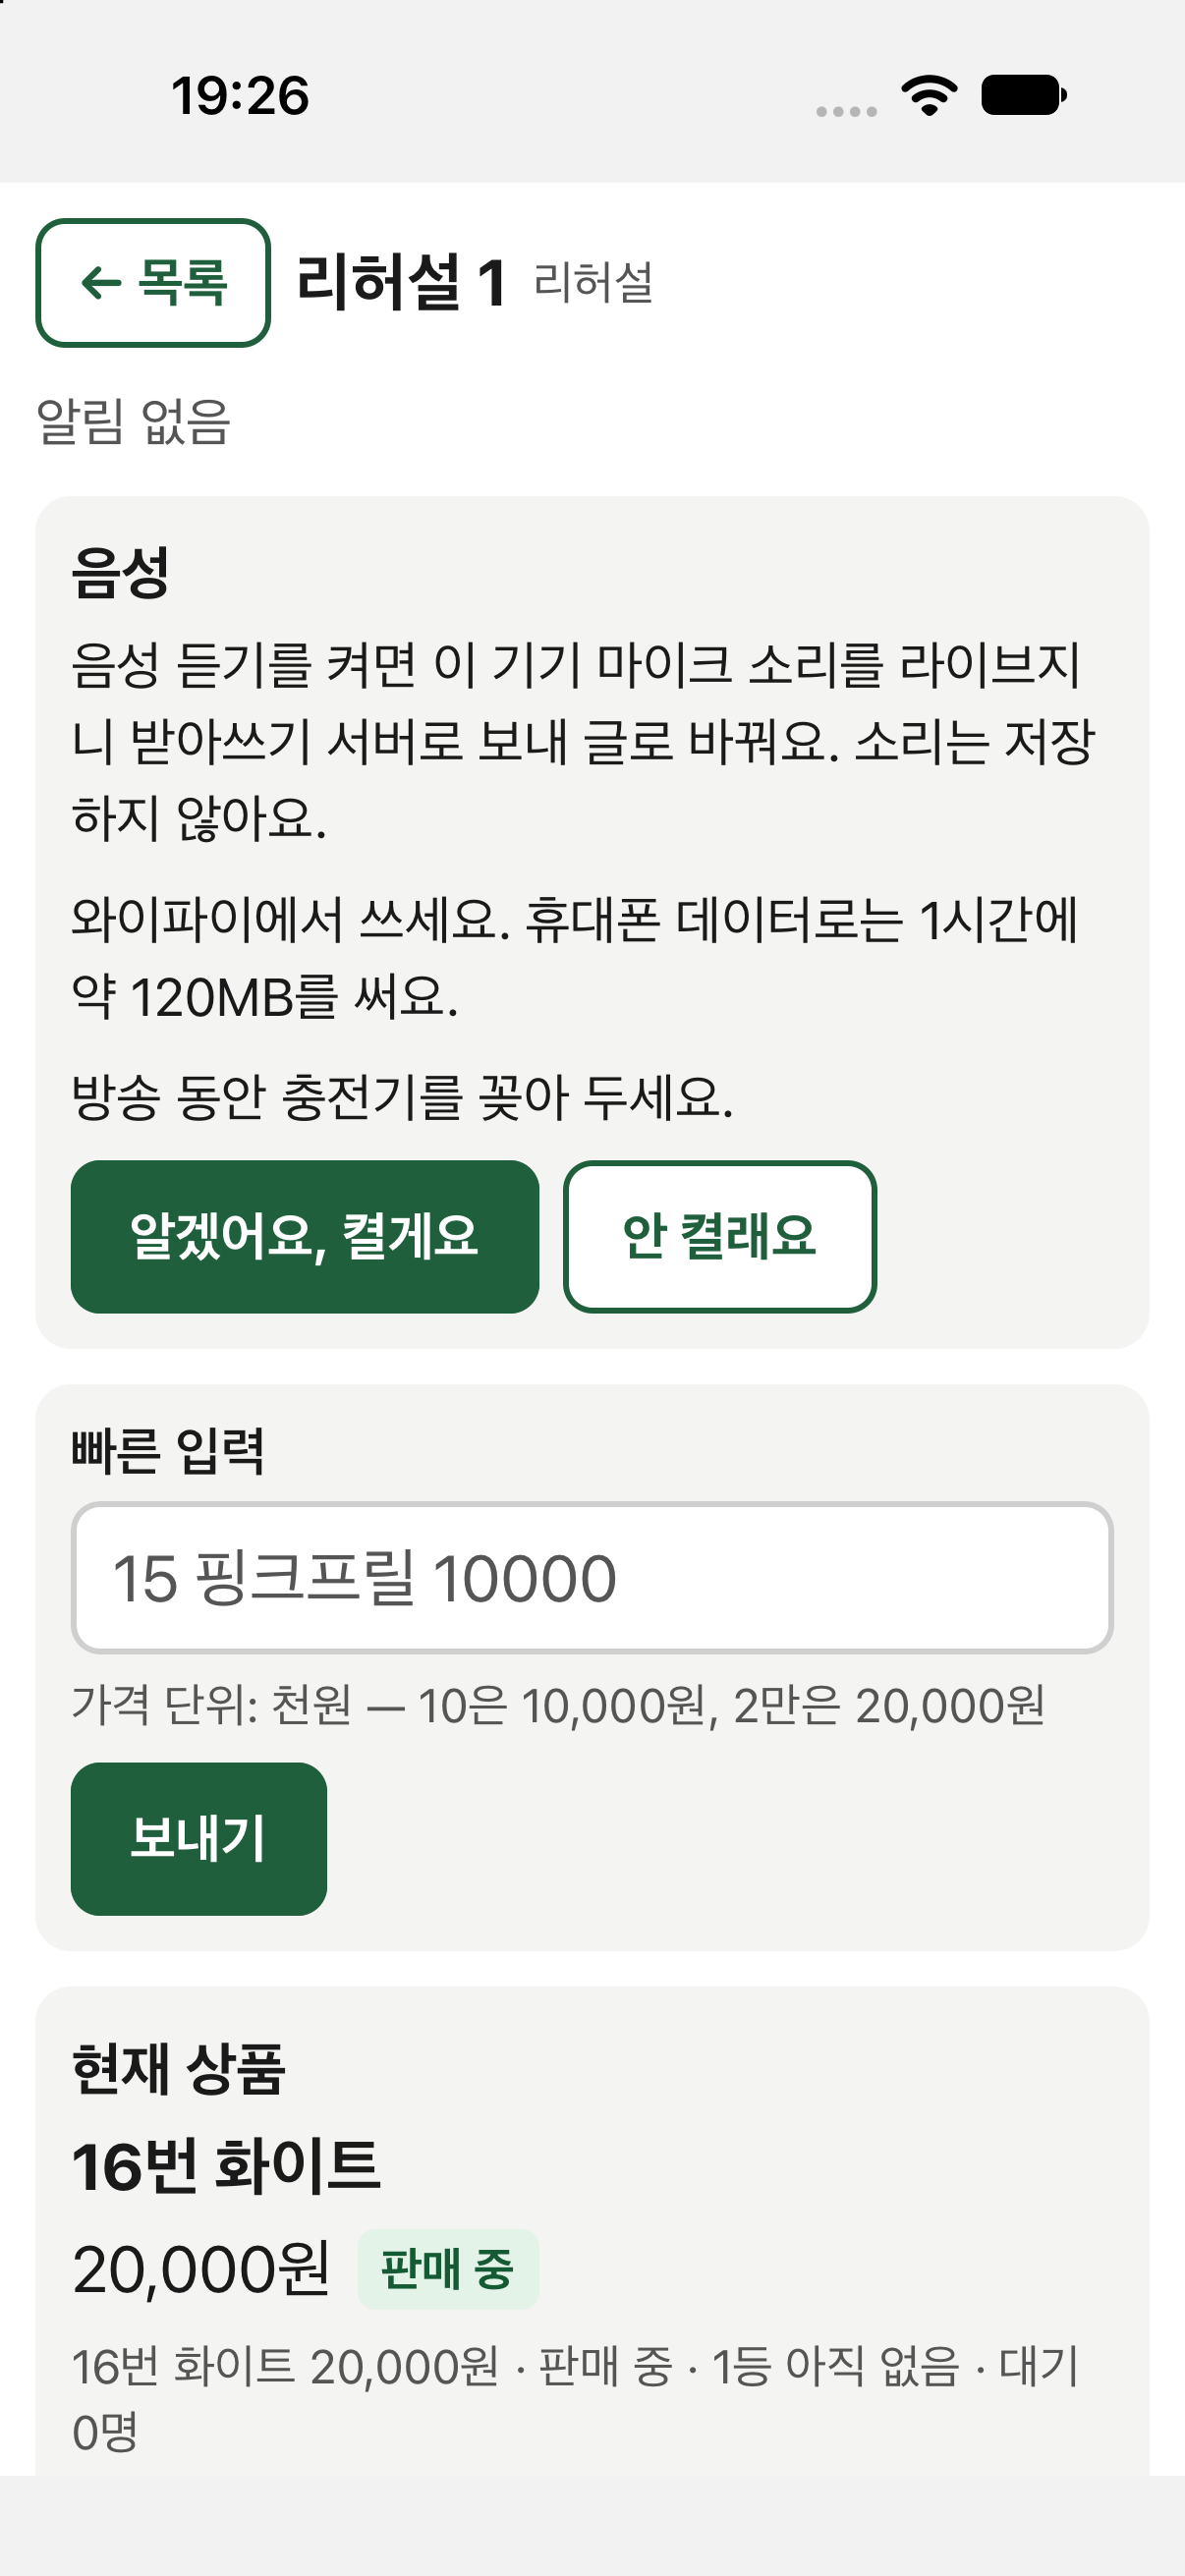 19:26
← 목록 리허설 1 리허설
알림 없음
음성
음성 듣기를 켜면 이 기기 마이크 소리를 라이브지
니 받아쓰기 서버로 보내 글로 바꿔요. 소리는 저장
하지 않아요.
와이파이에서 쓰세요. 휴대폰 데이터로는 1시간에
약 120MB를 써요.
방송 동안 충전기를 꽂아 두세요.
알겠어요, 켤게요 안 켤래요
빠른 입력
15 핑크프릴 10000
가격 단위: 천원 — 10은 10,000원, 2만은 20,000원
보내기
현재 상품
16번 화이트
20,000원 판매 중
16번 화이트 20,000원 · 판매 중 · 1등 아직 없음 · 대기
0명